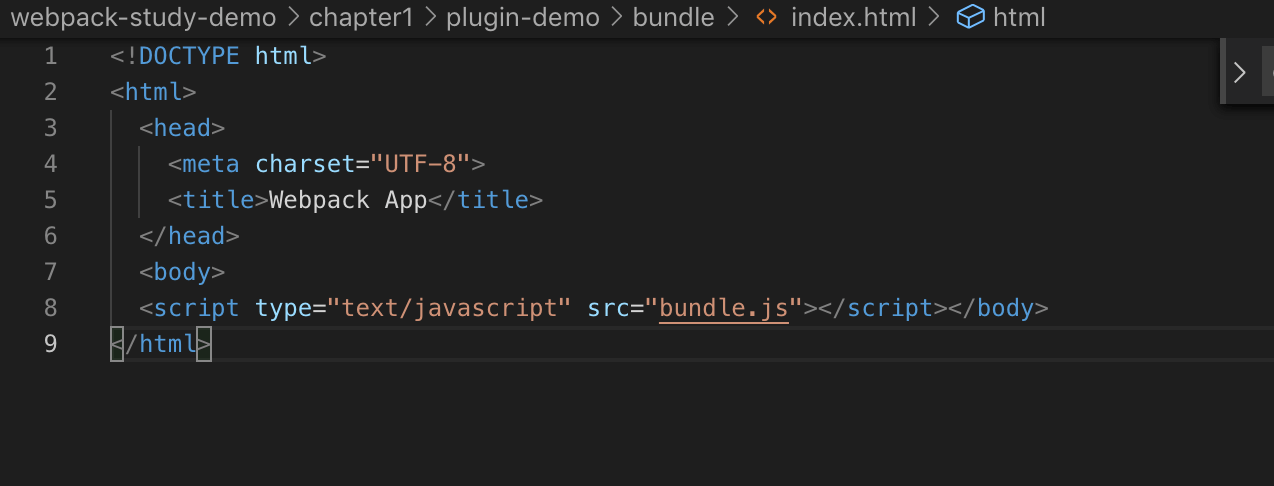 webpack-study-demo > chapter1 > plugin-demo > bundle > <> index.html > html
1 <!DOCTYPE html>
2 <html>
3 <head>
4 <meta charset="UTF-8">
5 <title>Webpack App</title>
6 </head>
7 <body>
8 <script type="text/javascript" src="bundle.js"></script></body>
9 </html>